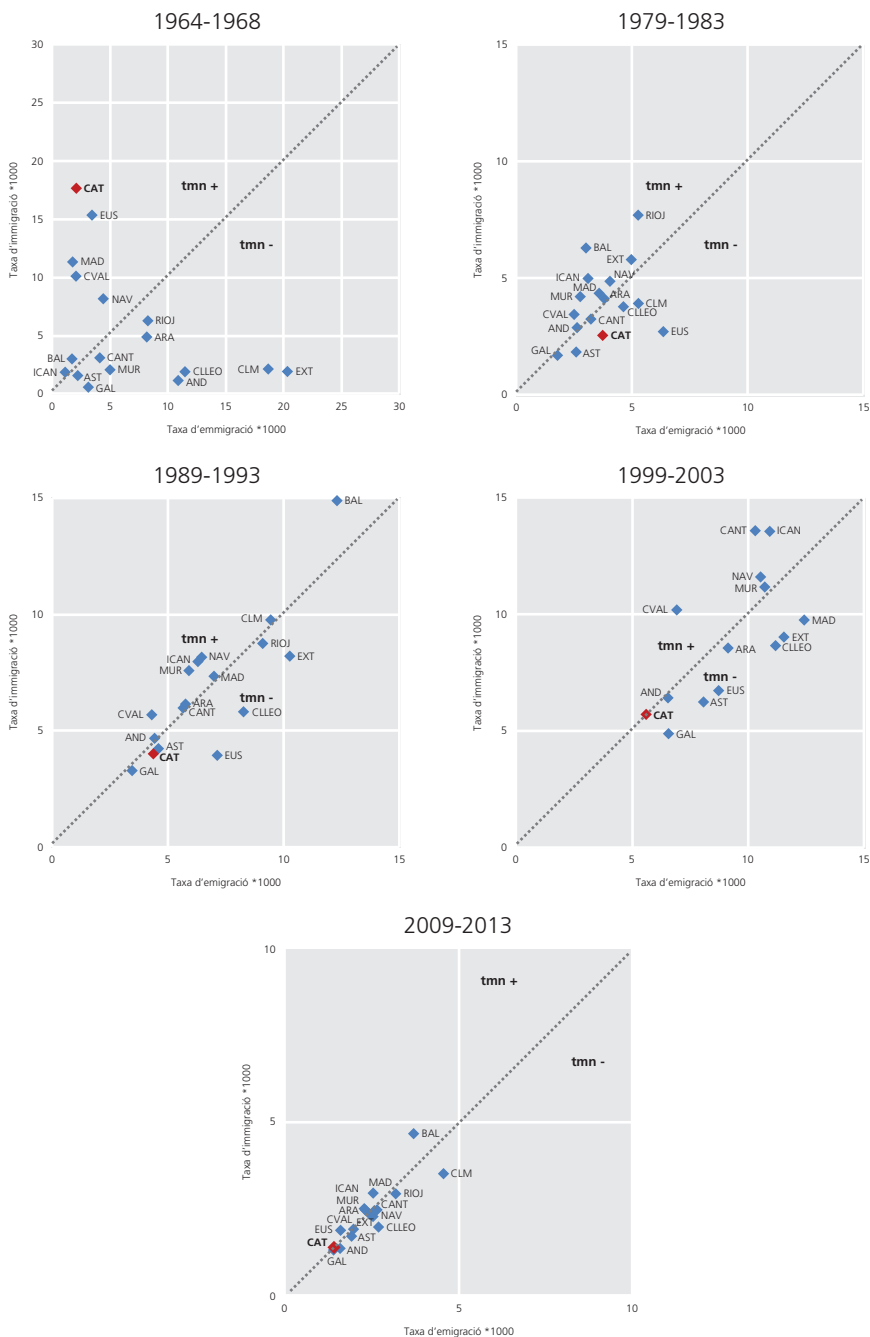 1964-1968
30
25
20
15
10
5
0
Taxa d'immigració *1000
tmn +
CAT
EUS
tmn -
MAD
CVAL
NAV
RIOJ
ARA
BAL
CANT
ICAN
AST
MUR
GAL
CLLEO
AND
CLM
EXT
0
5
10
15
20
25
30
Taxa d'emmigració *1000
1979-1983
15
10
5
0
Taxa d'immigració *1000
tmn +
RIOJ
BAL
tmn -
EXT
ICAN
NAV
MAD
MUR
ARA
CLM
CVAL
CLLEO
CANT
AND
CAT
EUS
GAL
AST
0
5
10
15
Taxa d'emigració *1000
1989-1993
15
10
5
0
Taxa d'immigració *1000
BAL
CLM
tmn +
RIOJ
ICAN
NAV
EXT
MUR
MAD
tmn -
ARA
CANT
CVAL
CLLEO
AND
AST
CAT
EUS
GAL
0
5
10
15
Taxa d'emigració *1000
1999-2003
15
10
5
0
Taxa d'immigració *1000
CANT
ICAN
NAV
MUR
CVAL
MAD
tmn +
EXT
ARA
CLLEO
tmn -
AND
EUS
AST
CAT
GAL
0
5
10
15
Taxa d'emigració *1000
2009-2013
10
5
0
Taxa d'immigració *1000
tmn +
tmn -
BAL
CLM
MAD
ICAN
RIOJ
MUR
CANT
ARA
NAV
CVAL
EXT
EUS
CLLEO
AST
CAT
AND
GAL
0
5
10
Taxa d'emigració *1000